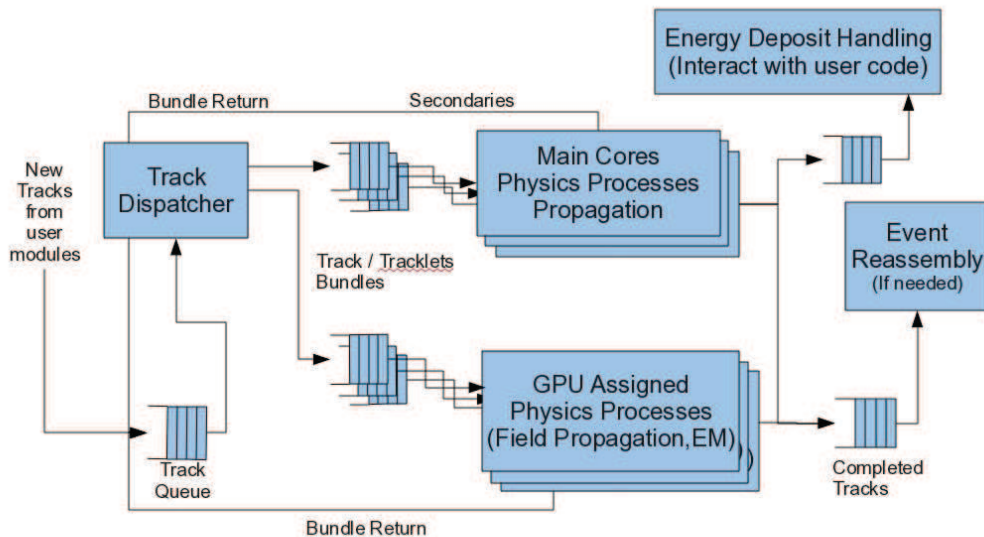 Energy Deposit Handling
(Interact with user code)
Bundle Return
Secondaries
New
Tracks
from
user
modules
Track
Dispatcher
Main Cores
Physics Processes
Propagation
Track / Tracklets
Bundles
Event
Reassembly
(If needed)
GPU Assigned
Physics Processes
(Field Propagation,EM)
)
Track
Queue
Completed
Tracks
Bundle Return